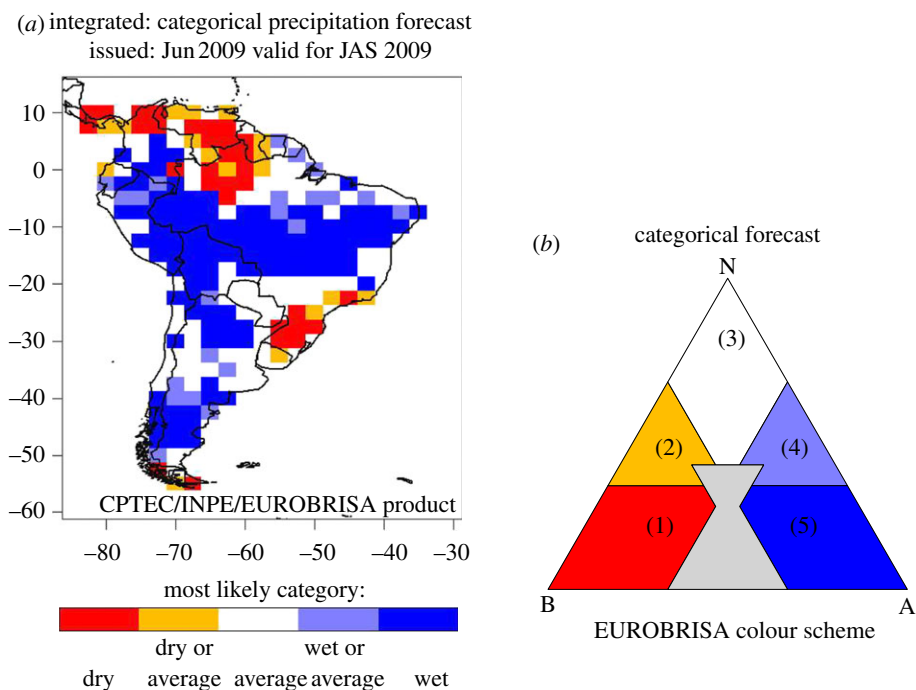 (a) integrated: categorical precipitation forecast
issued: Jun 2009 valid for JAS 2009
10
0
–10
–20
–30
–40
–50
–60
CPTEC/INPE/EUROBRISA product
–80 –70 –60 –50 –40 –30
most likely category:
dry or wet or
dry average average average wet
(b) categorical forecast
N
(3)
(2) (4)
(1) (5)
B A
EUROBRISA colour scheme